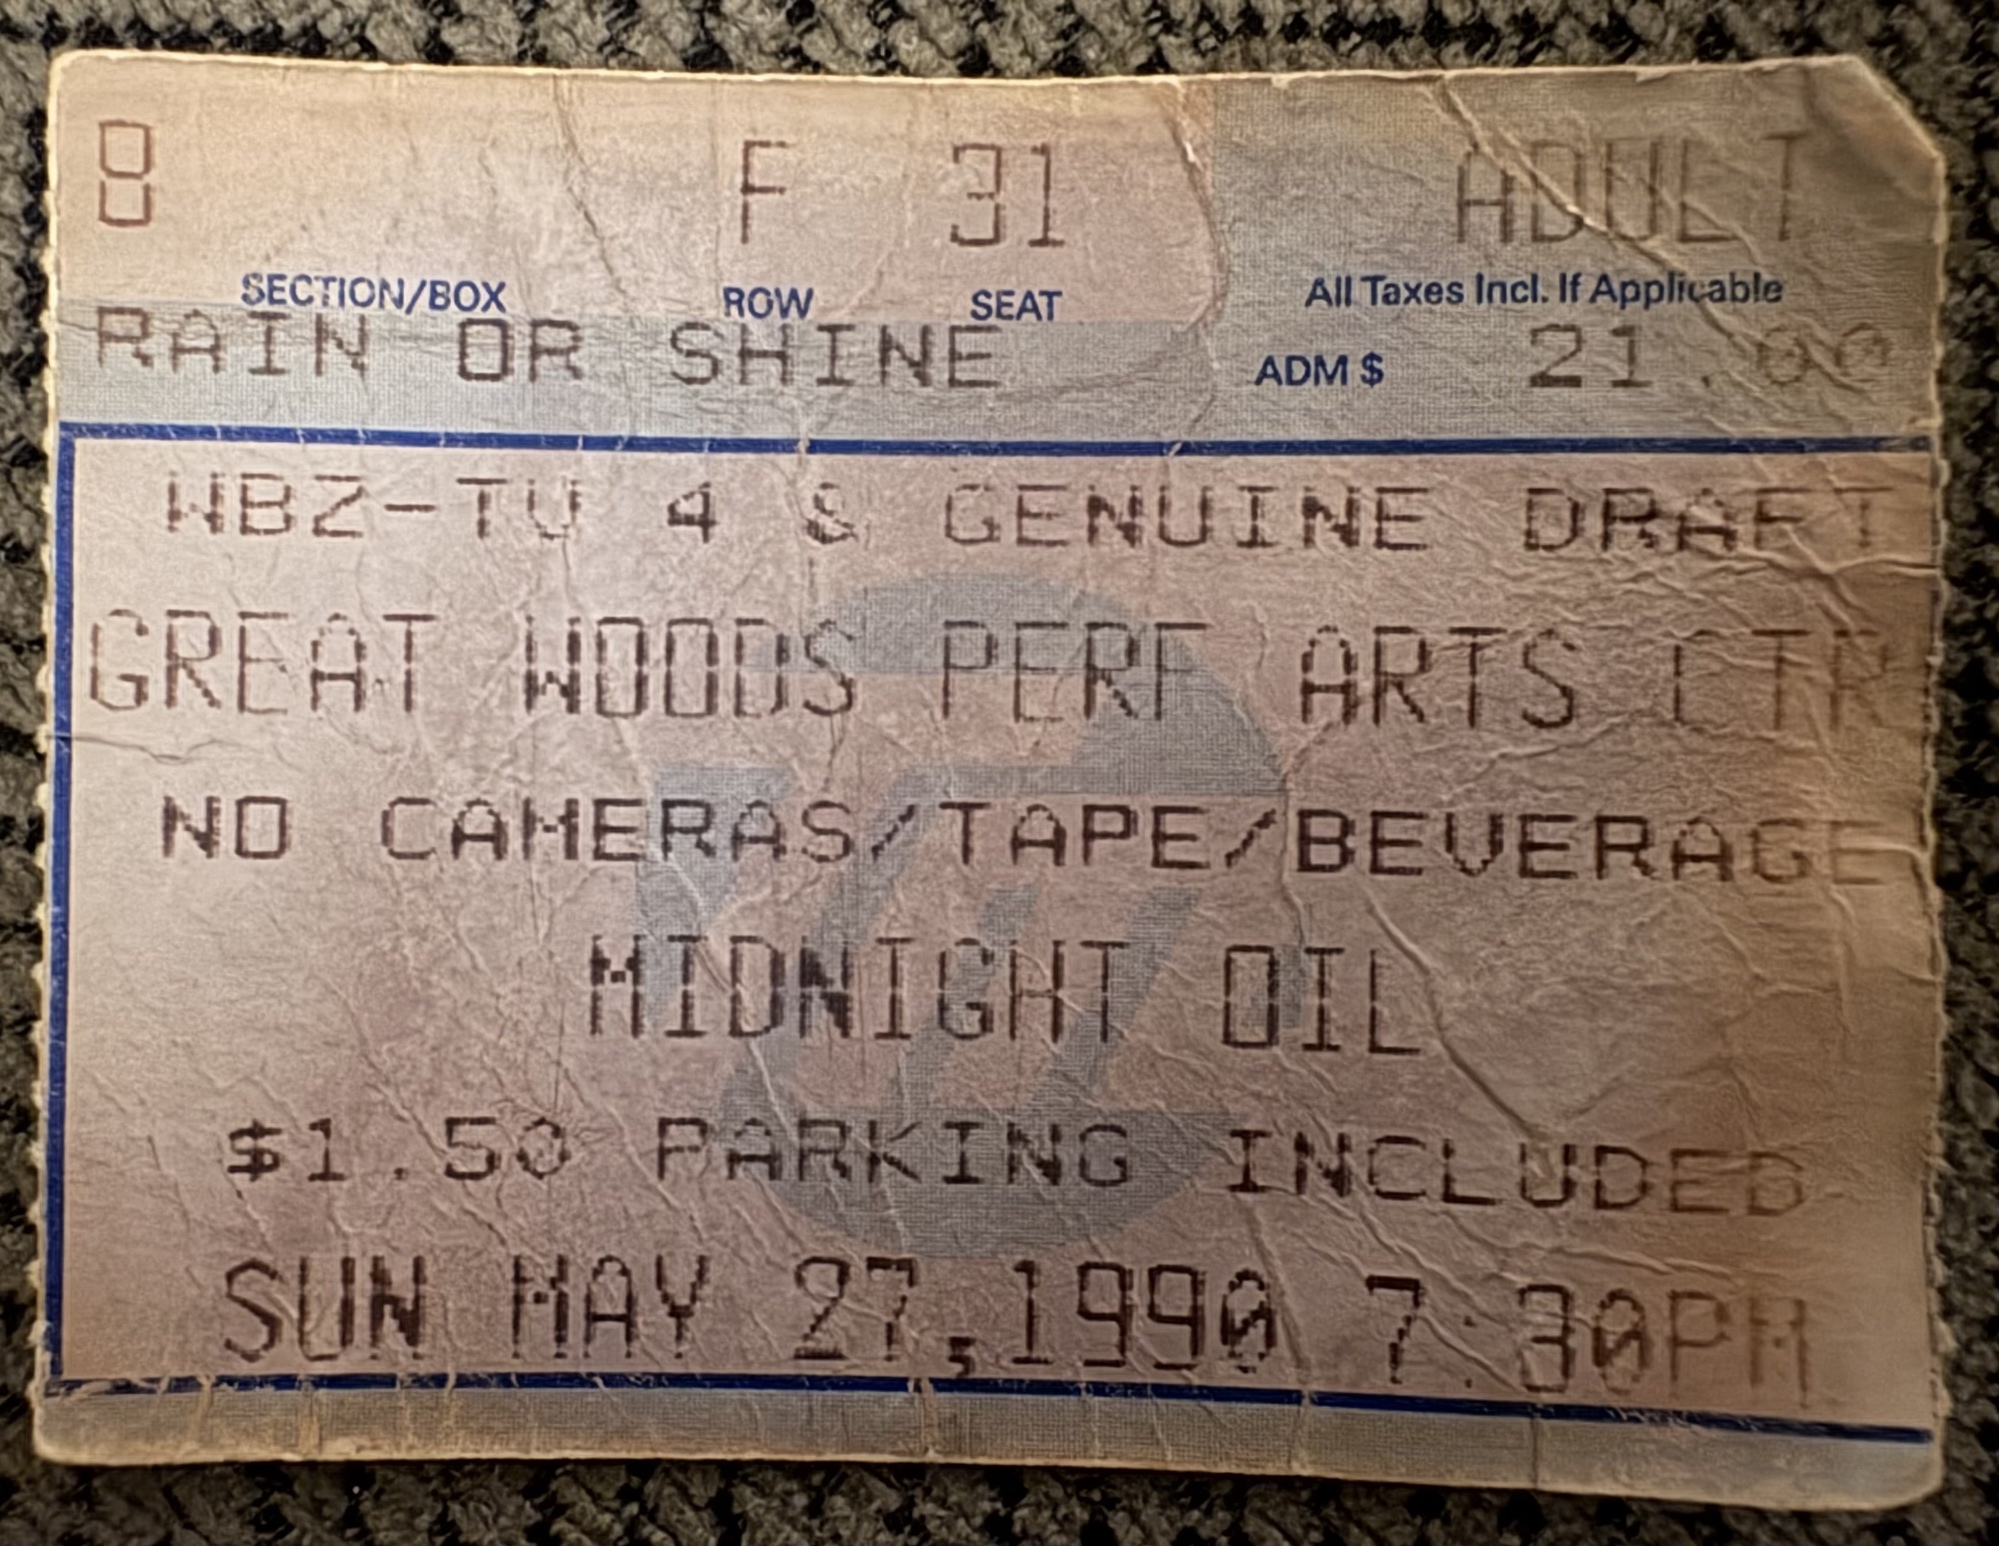 8 F 31 ADULT
SECTION/BOX ROW SEAT All Taxes Incl. If Applicable
RAIN OR SHINE ADM $ 21.00
WBZ-TV 4 & GENUINE DRAFT
GREAT WOODS PERF ARTS CTR
NO CAMERAS/TAPE/BEVERAGE
MIDNIGHT OIL
$1.50 PARKING INCLUDED
SUN MAY 27,1990 7:30PM